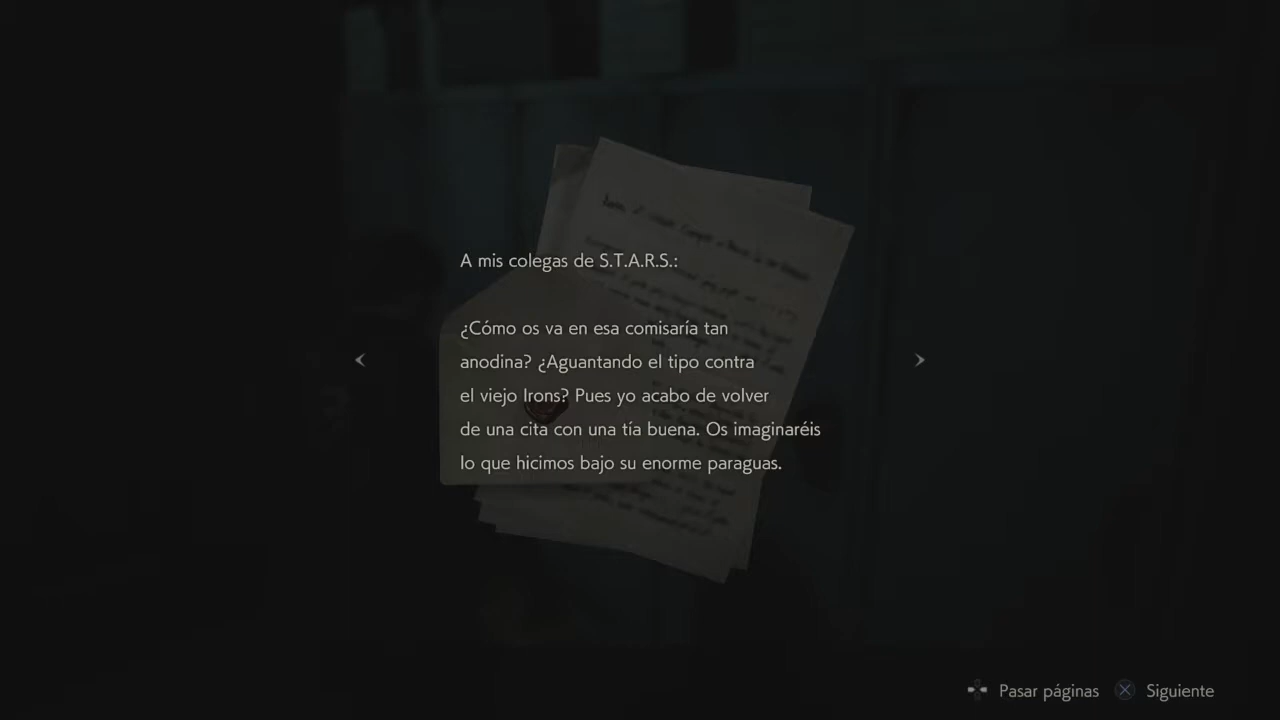 A mis colegas de S.T.A.R.S.:
¿Cómo os va en esa comisaría tan
anodina? ¿Aguantando el tipo contra
el viejo Irons? Pues yo acabo de volver
de una cita con una tía buena. Os imaginaréis
lo que hicimos bajo su enorme paraguas.
Pasar páginas
Siguiente